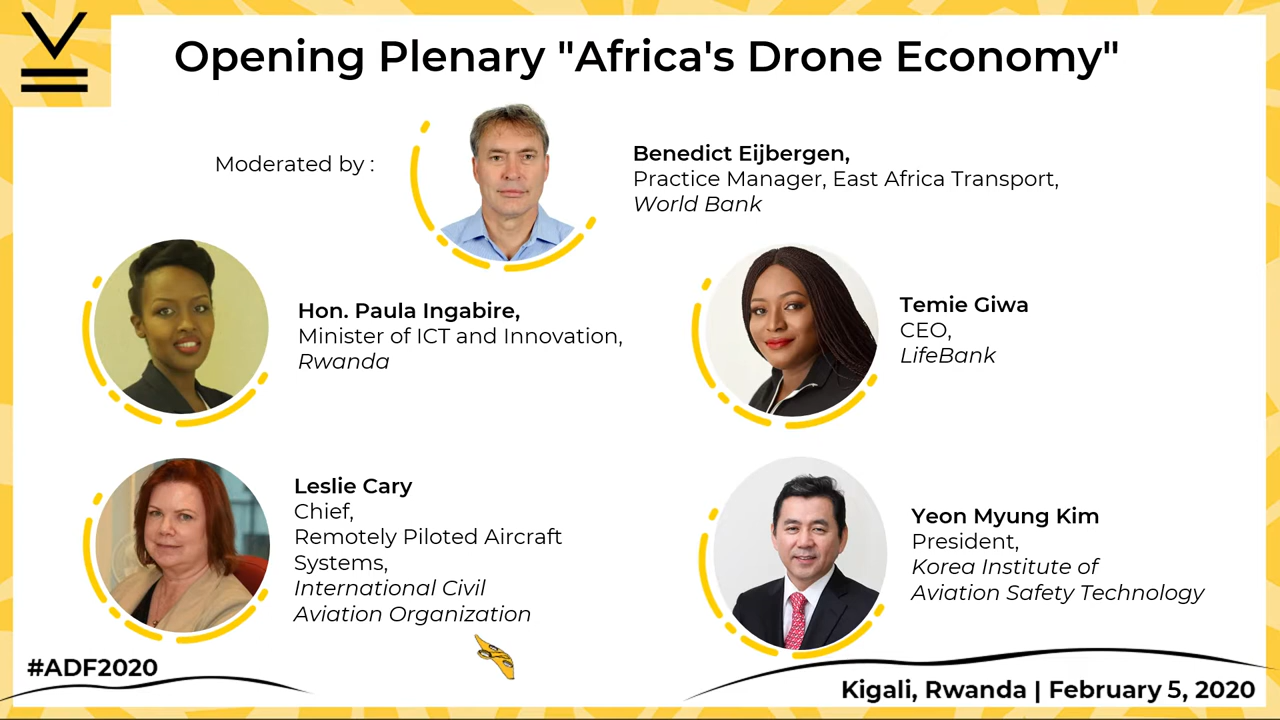 Opening Plenary "Africa's Drone Economy"
Moderated by :
Benedict Eijbergen,
Practice Manager, East Africa Transport,
World Bank
Hon. Paula Ingabire,
Minister of ICT and Innovation,
Rwanda
Temie Giwa
CEO,
LifeBank
Leslie Cary
Chief,
Remotely Piloted Aircraft
Systems,
International Civil
Aviation Organization
Yeon Myung Kim
President,
Korea Institute of
Aviation Safety Technology
#ADF2020
Kigali, Rwanda | February 5, 2020